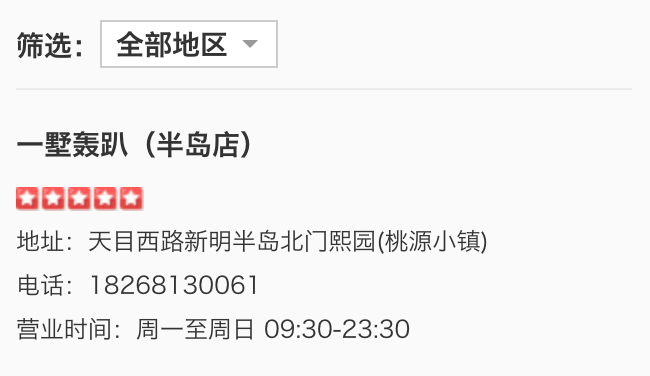 筛选：全部地区
一墅轰趴（半岛店）
地址：天目西路新明半岛北门熙园(桃源小镇)
电话：18268130061
营业时间：周一至周日 09:30-23:30